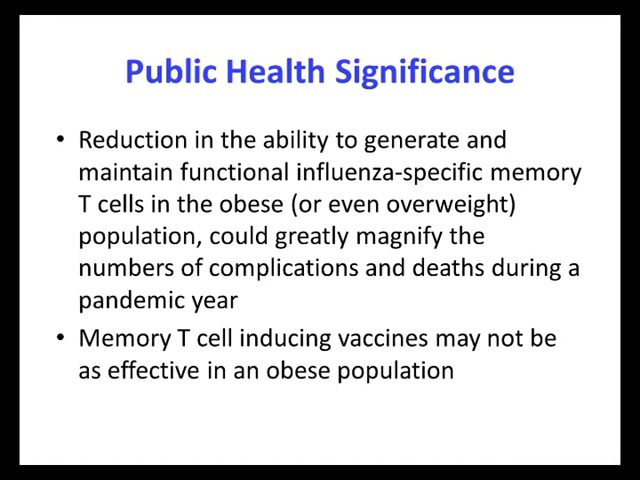 Public Health Significance
• Reduction in the ability to generate and
maintain functional influenza-specific memory
T cells in the obese (or even overweight)
population, could greatly magnify the
numbers of complications and deaths during a
pandemic year
• Memory T cell inducing vaccines may not be
as effective in an obese population